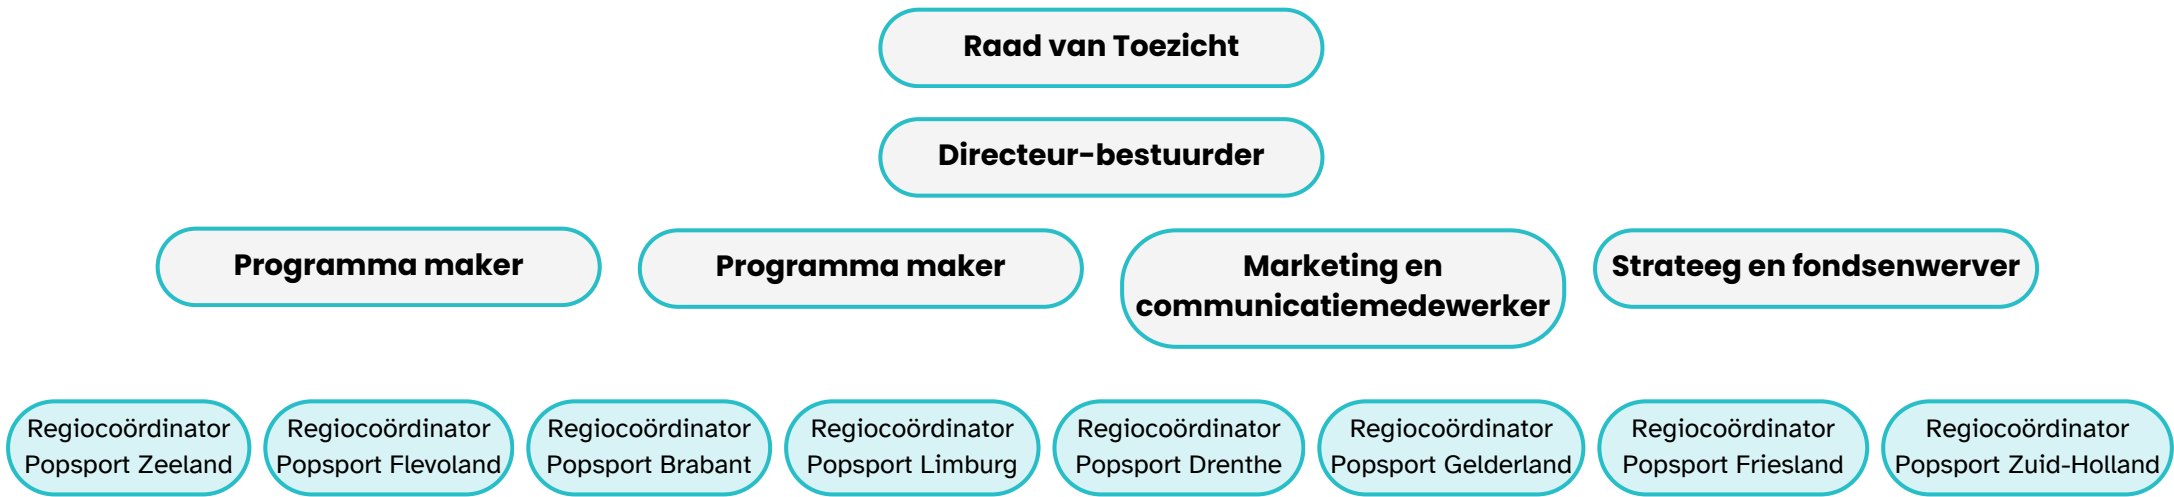 Raad van Toezicht
Directeur-bestuurder
Programma maker
Programma maker
Marketing en
communicatiemedewerker
Strateeg en fondsenwerver
Regiocoördinator
Popsport Zeeland
Regiocoördinator
Popsport Flevoland
Regiocoördinator
Popsport Brabant
Regiocoördinator
Popsport Limburg
Regiocoördinator
Popsport Drenthe
Regiocoördinator
Popsport Gelderland
Regiocoördinator
Popsport Friesland
Regiocoördinator
Popsport Zuid-Holland